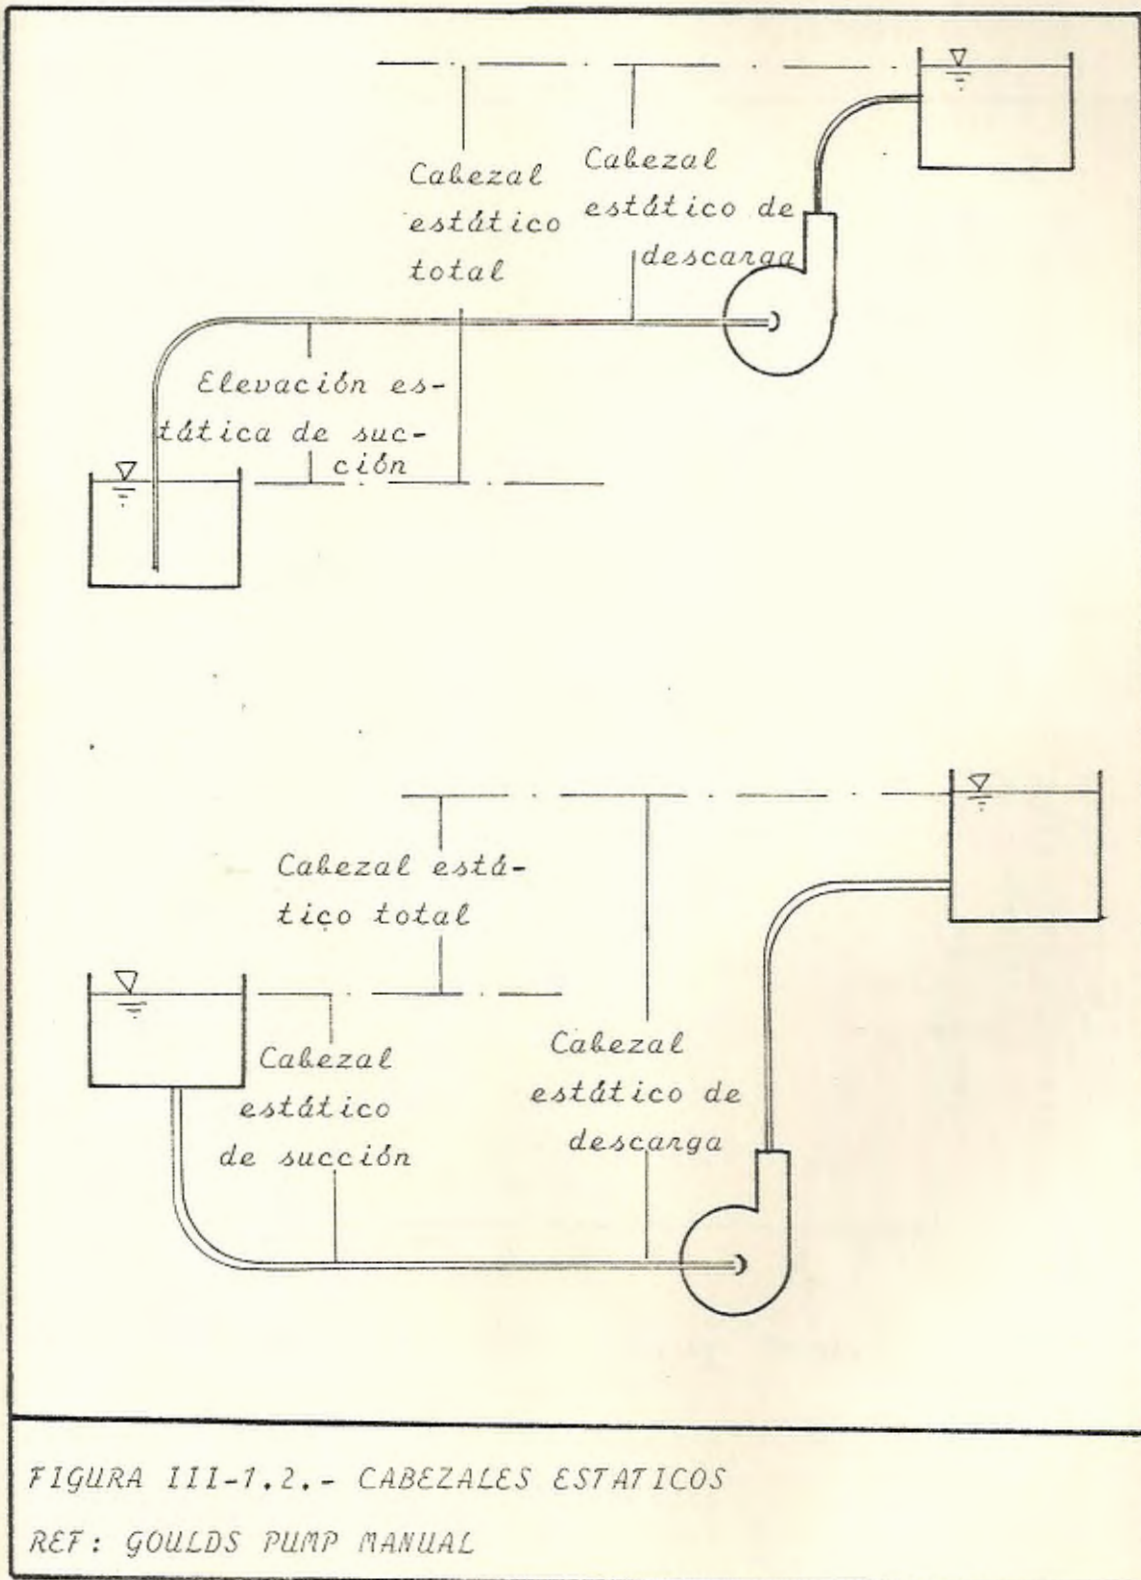 Cabezal
estático
total
Cabezal
estático de
descarga
Elevación es-
tática de suc-
ción
Cabezal está-
tico total
Cabezal
estático
de succión
Cabezal
estático de
descarga
FIGURA III-1.2.- CABEZALES ESTATICOS
REF: GOULDS PUMP MANUAL